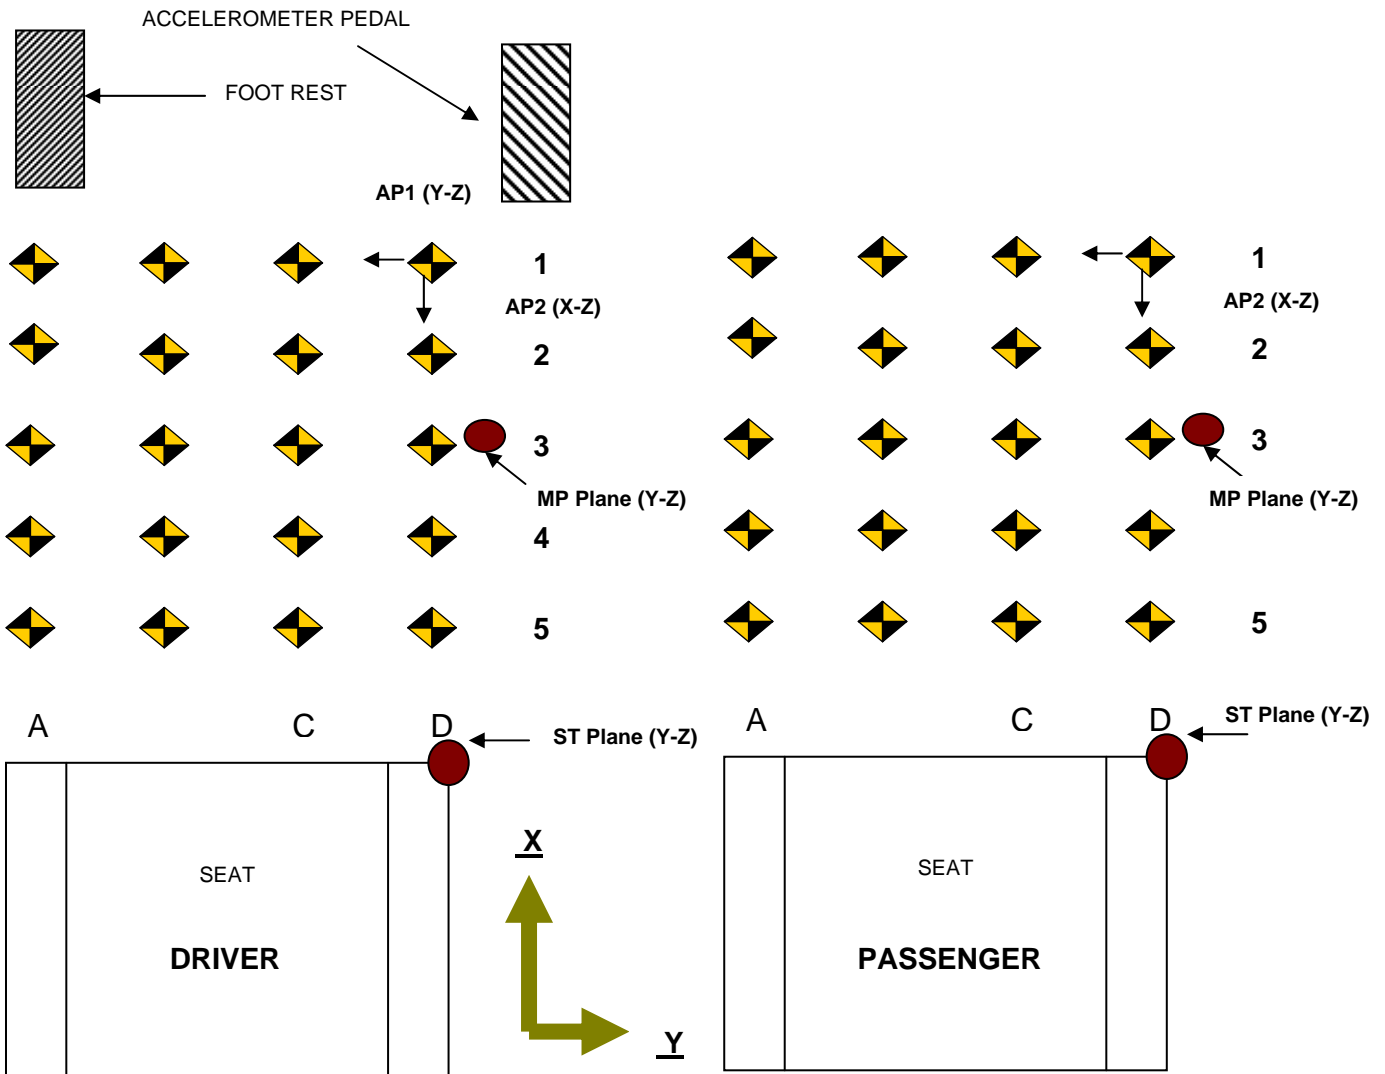 ACCELEROMETER PEDAL
FOOT REST
AP1 (Y-Z)
1
1
AP2 (X-Z)
AP2 (X-Z)
2
2
3
3
MP Plane (Y-Z)
MP Plane (Y-Z)
4
5
5
A C D
ST Plane (Y-Z)
A C D
ST Plane (Y-Z)
X
SEAT
SEAT
DRIVER
PASSENGER
Y